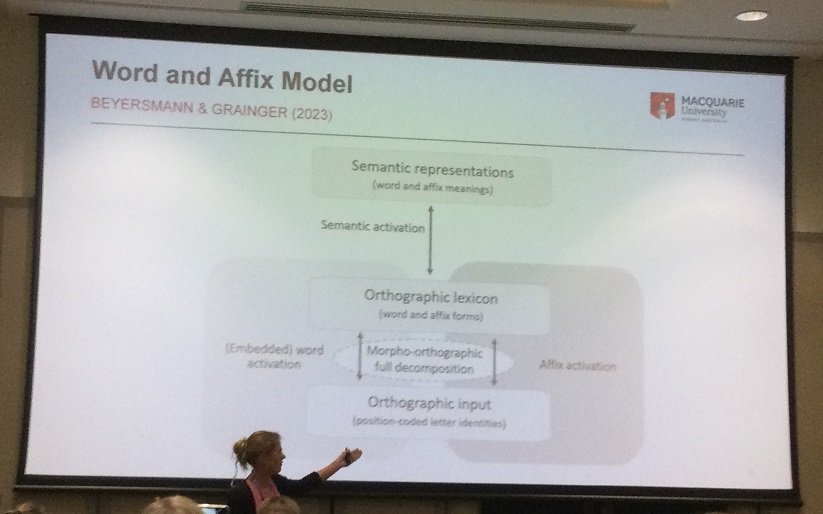 Word and Affix Model
BEYERSMANN & GRAINGER (2023)
MACQUARIE
University
Semantic representations
(word and affix meanings)
Semantic activation
Orthographic lexicon
(word and affix forms)
(Embedded) word
activation
Morpho-orthographic
full decomposition
Affix activation
Orthographic input
(position-coded letter identities)